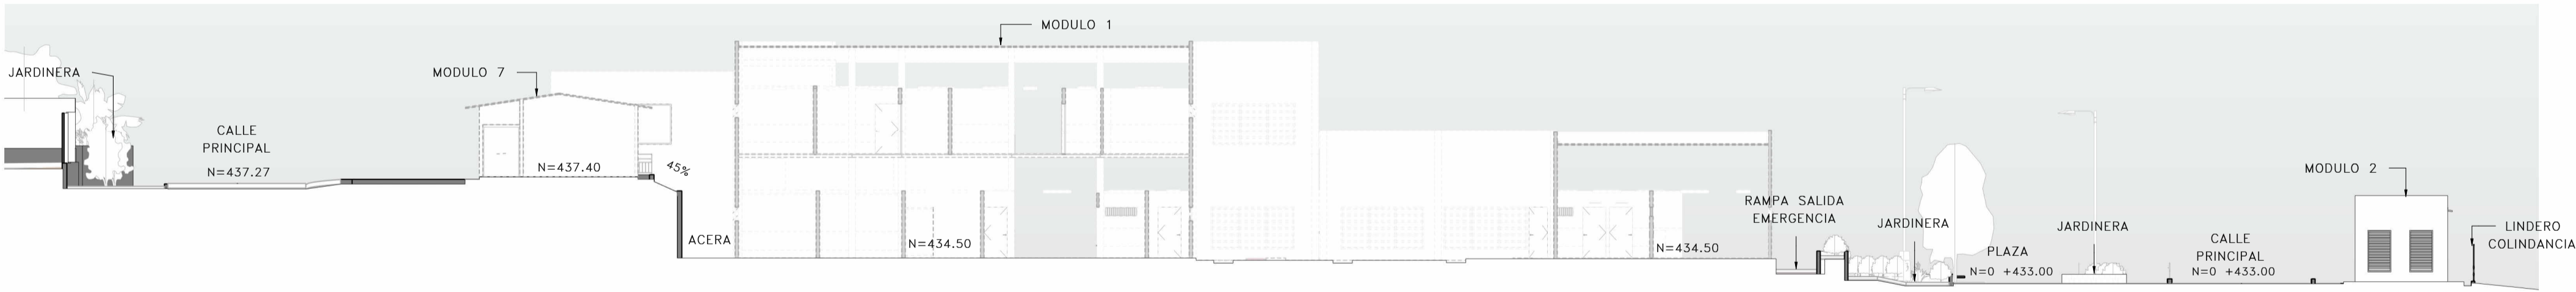 MODULO 1
JARDINERA
MODULO 7
CALLE
PRINCIPAL
N=437.27
N=437.40
45%
ACERA
N=434.50
N=434.50
RAMPA SALIDA
EMERGENCIA
JARDINERA
PLAZA
N=0 +433.00
JARDINERA
CALLE
PRINCIPAL
N=0 +433.00
MODULO 2
LINDERO
COLINDANCIA